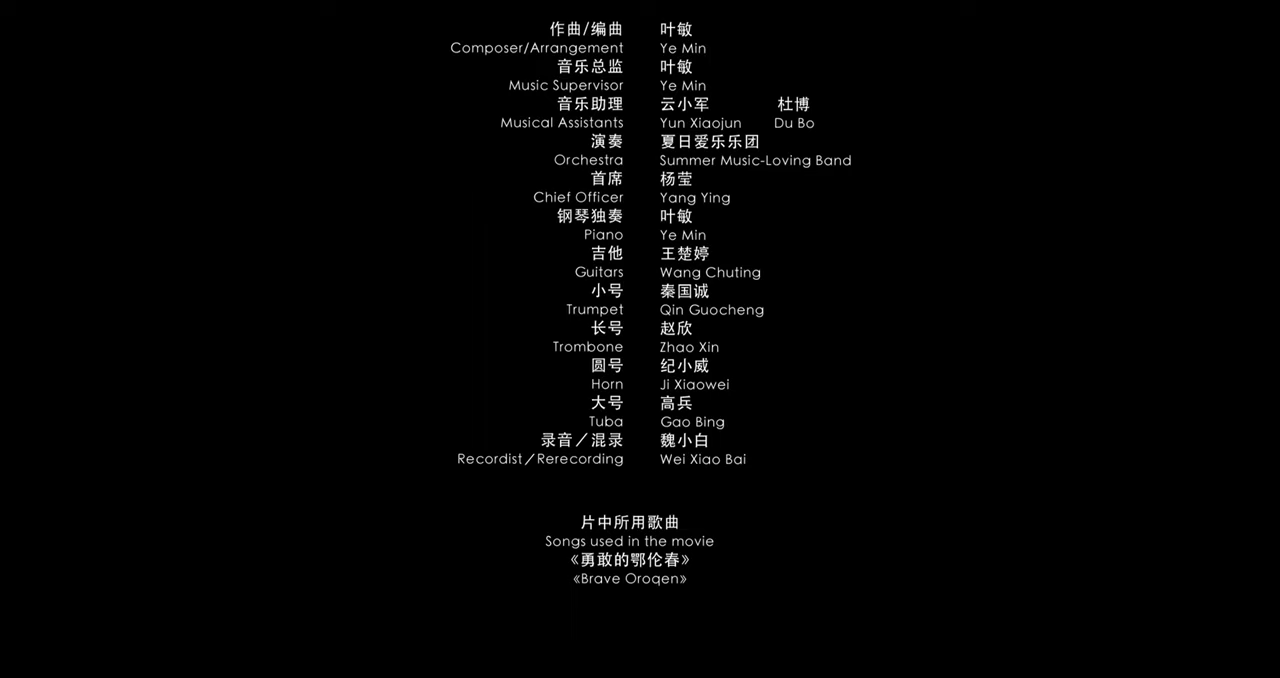 作曲/编曲 叶敏
Composer/Arrangement Ye Min
音乐总监 叶敏
Music Supervisor Ye Min
音乐助理 云小军 杜博
Musical Assistants Yun Xiaojun Du Bo
演奏 夏日爱乐乐团
Orchestra Summer Music-Loving Band
首席 杨莹
Chief Officer Yang Ying
钢琴独奏 叶敏
Piano Ye Min
吉他 王楚婷
Guitars Wang Chuting
小号 秦国诚
Trumpet Qin Guocheng
长号 赵欣
Trombone Zhao Xin
圆号 纪小威
Horn Ji Xiaowei
大号 高兵
Tuba Gao Bing
录音／混录 魏小白
Recordist／Rerecording Wei Xiao Bai
片中所用歌曲
Songs used in the movie
《勇敢的鄂伦春》
《Brave Oroqen》